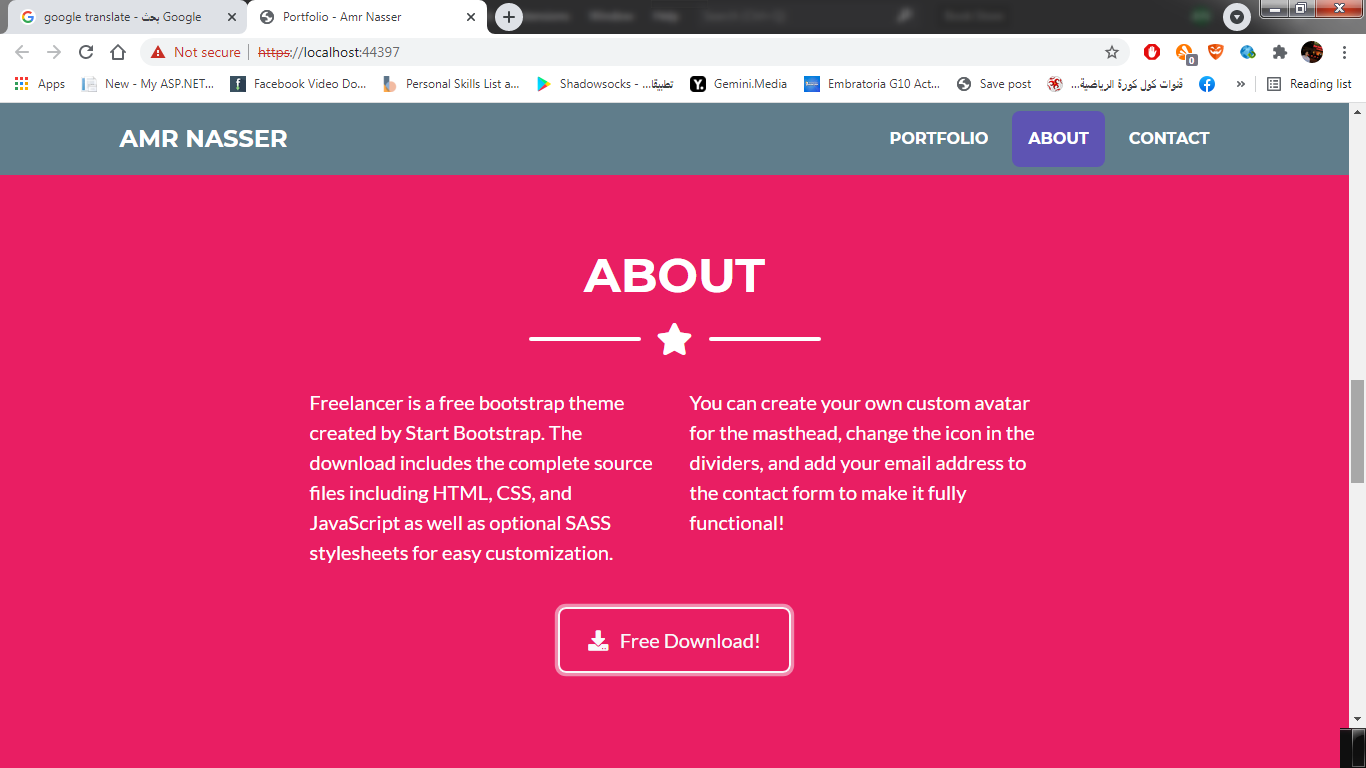 google translate - بحث Google
Portfolio - Amr Nasser
Not secure https://localhost:44397
0
Apps
New - My ASP.NET...
Facebook Video Do...
Personal Skills List a...
Shadowsocks - تطبيقا...
Gemini.Media
Embratoria G10 Act...
Save post
قنوات كول كورة الرياضية...
»
Reading list
AMR NASSER
PORTFOLIO
ABOUT
CONTACT
ABOUT
Freelancer is a free bootstrap theme
created by Start Bootstrap. The
download includes the complete source
files including HTML, CSS, and
JavaScript as well as optional SASS
stylesheets for easy customization.
You can create your own custom avatar
for the masthead, change the icon in the
dividers, and add your email address to
the contact form to make it fully
functional!
Free Download!